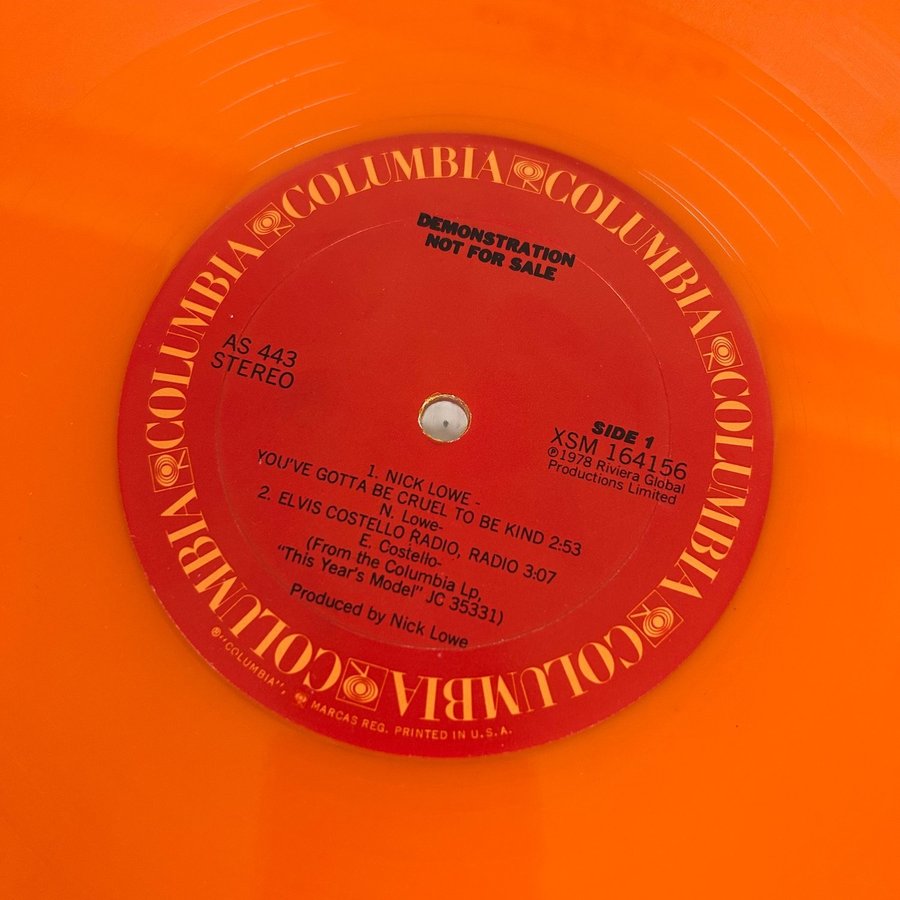 COLUMBIA COLUMBIA COLUMBIA COLUMBIA COLUMBIA COLUMBIA COLUMBIA COLUMBIA
DEMONSTRATION
NOT FOR SALE
AS 443
STEREO
SIDE 1
XSM 164156
℗1978 Riviera Global
Productions Limited
1. NICK LOWE -
YOU'VE GOTTA BE CRUEL TO BE KIND 2:53
N. Lowe-
2. ELVIS COSTELLO RADIO, RADIO 3:07
E. Costello-
(From the Columbia Lp,
"This Year's Model" JC 35331)
Produced by Nick Lowe
®"COLUMBIA", MARCAS REG. PRINTED IN U.S.A.